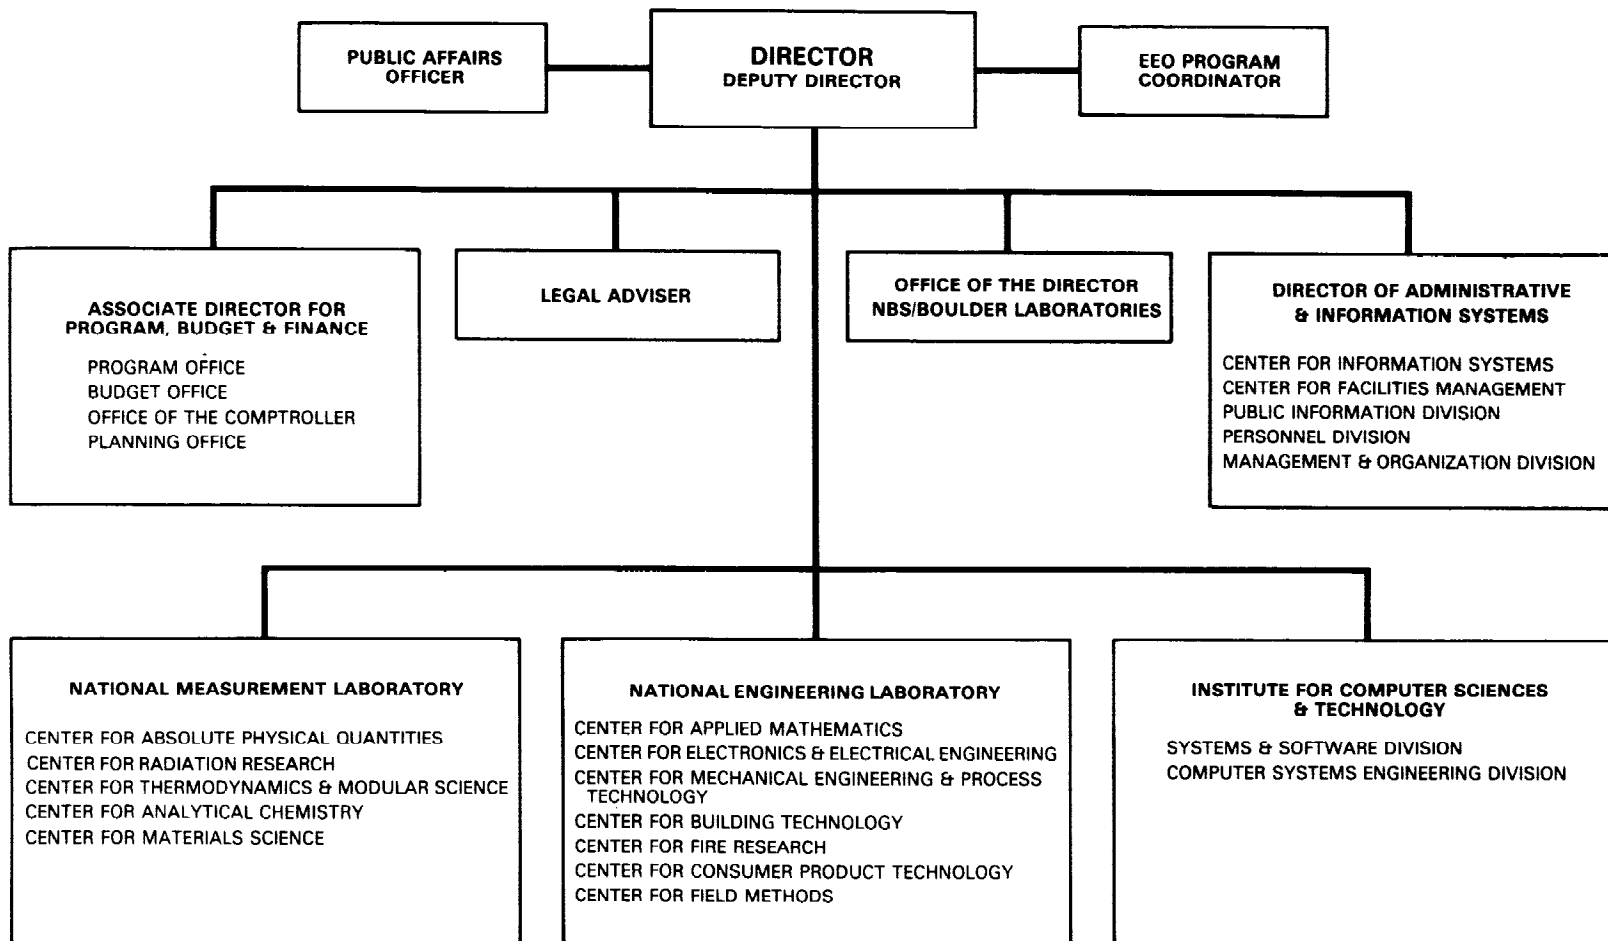 PUBLIC AFFAIRS
OFFICER
DIRECTOR
DEPUTY DIRECTOR
EEO PROGRAM
COORDINATOR
ASSOCIATE DIRECTOR FOR
PROGRAM, BUDGET & FINANCE
PROGRAM OFFICE
BUDGET OFFICE
OFFICE OF THE COMPTROLLER
PLANNING OFFICE
LEGAL ADVISER
OFFICE OF THE DIRECTOR
NBS/BOULDER LABORATORIES
DIRECTOR OF ADMINISTRATIVE
& INFORMATION SYSTEMS
CENTER FOR INFORMATION SYSTEMS
CENTER FOR FACILITIES MANAGEMENT
PUBLIC INFORMATION DIVISION
PERSONNEL DIVISION
MANAGEMENT & ORGANIZATION DIVISION
NATIONAL MEASUREMENT LABORATORY
CENTER FOR ABSOLUTE PHYSICAL QUANTITIES
CENTER FOR RADIATION RESEARCH
CENTER FOR THERMODYNAMICS & MODULAR SCIENCE
CENTER FOR ANALYTICAL CHEMISTRY
CENTER FOR MATERIALS SCIENCE
NATIONAL ENGINEERING LABORATORY
CENTER FOR APPLIED MATHEMATICS
CENTER FOR ELECTRONICS & ELECTRICAL ENGINEERING
CENTER FOR MECHANICAL ENGINEERING & PROCESS
TECHNOLOGY
CENTER FOR BUILDING TECHNOLOGY
CENTER FOR FIRE RESEARCH
CENTER FOR CONSUMER PRODUCT TECHNOLOGY
CENTER FOR FIELD METHODS
INSTITUTE FOR COMPUTER SCIENCES
& TECHNOLOGY
SYSTEMS & SOFTWARE DIVISION
COMPUTER SYSTEMS ENGINEERING DIVISION